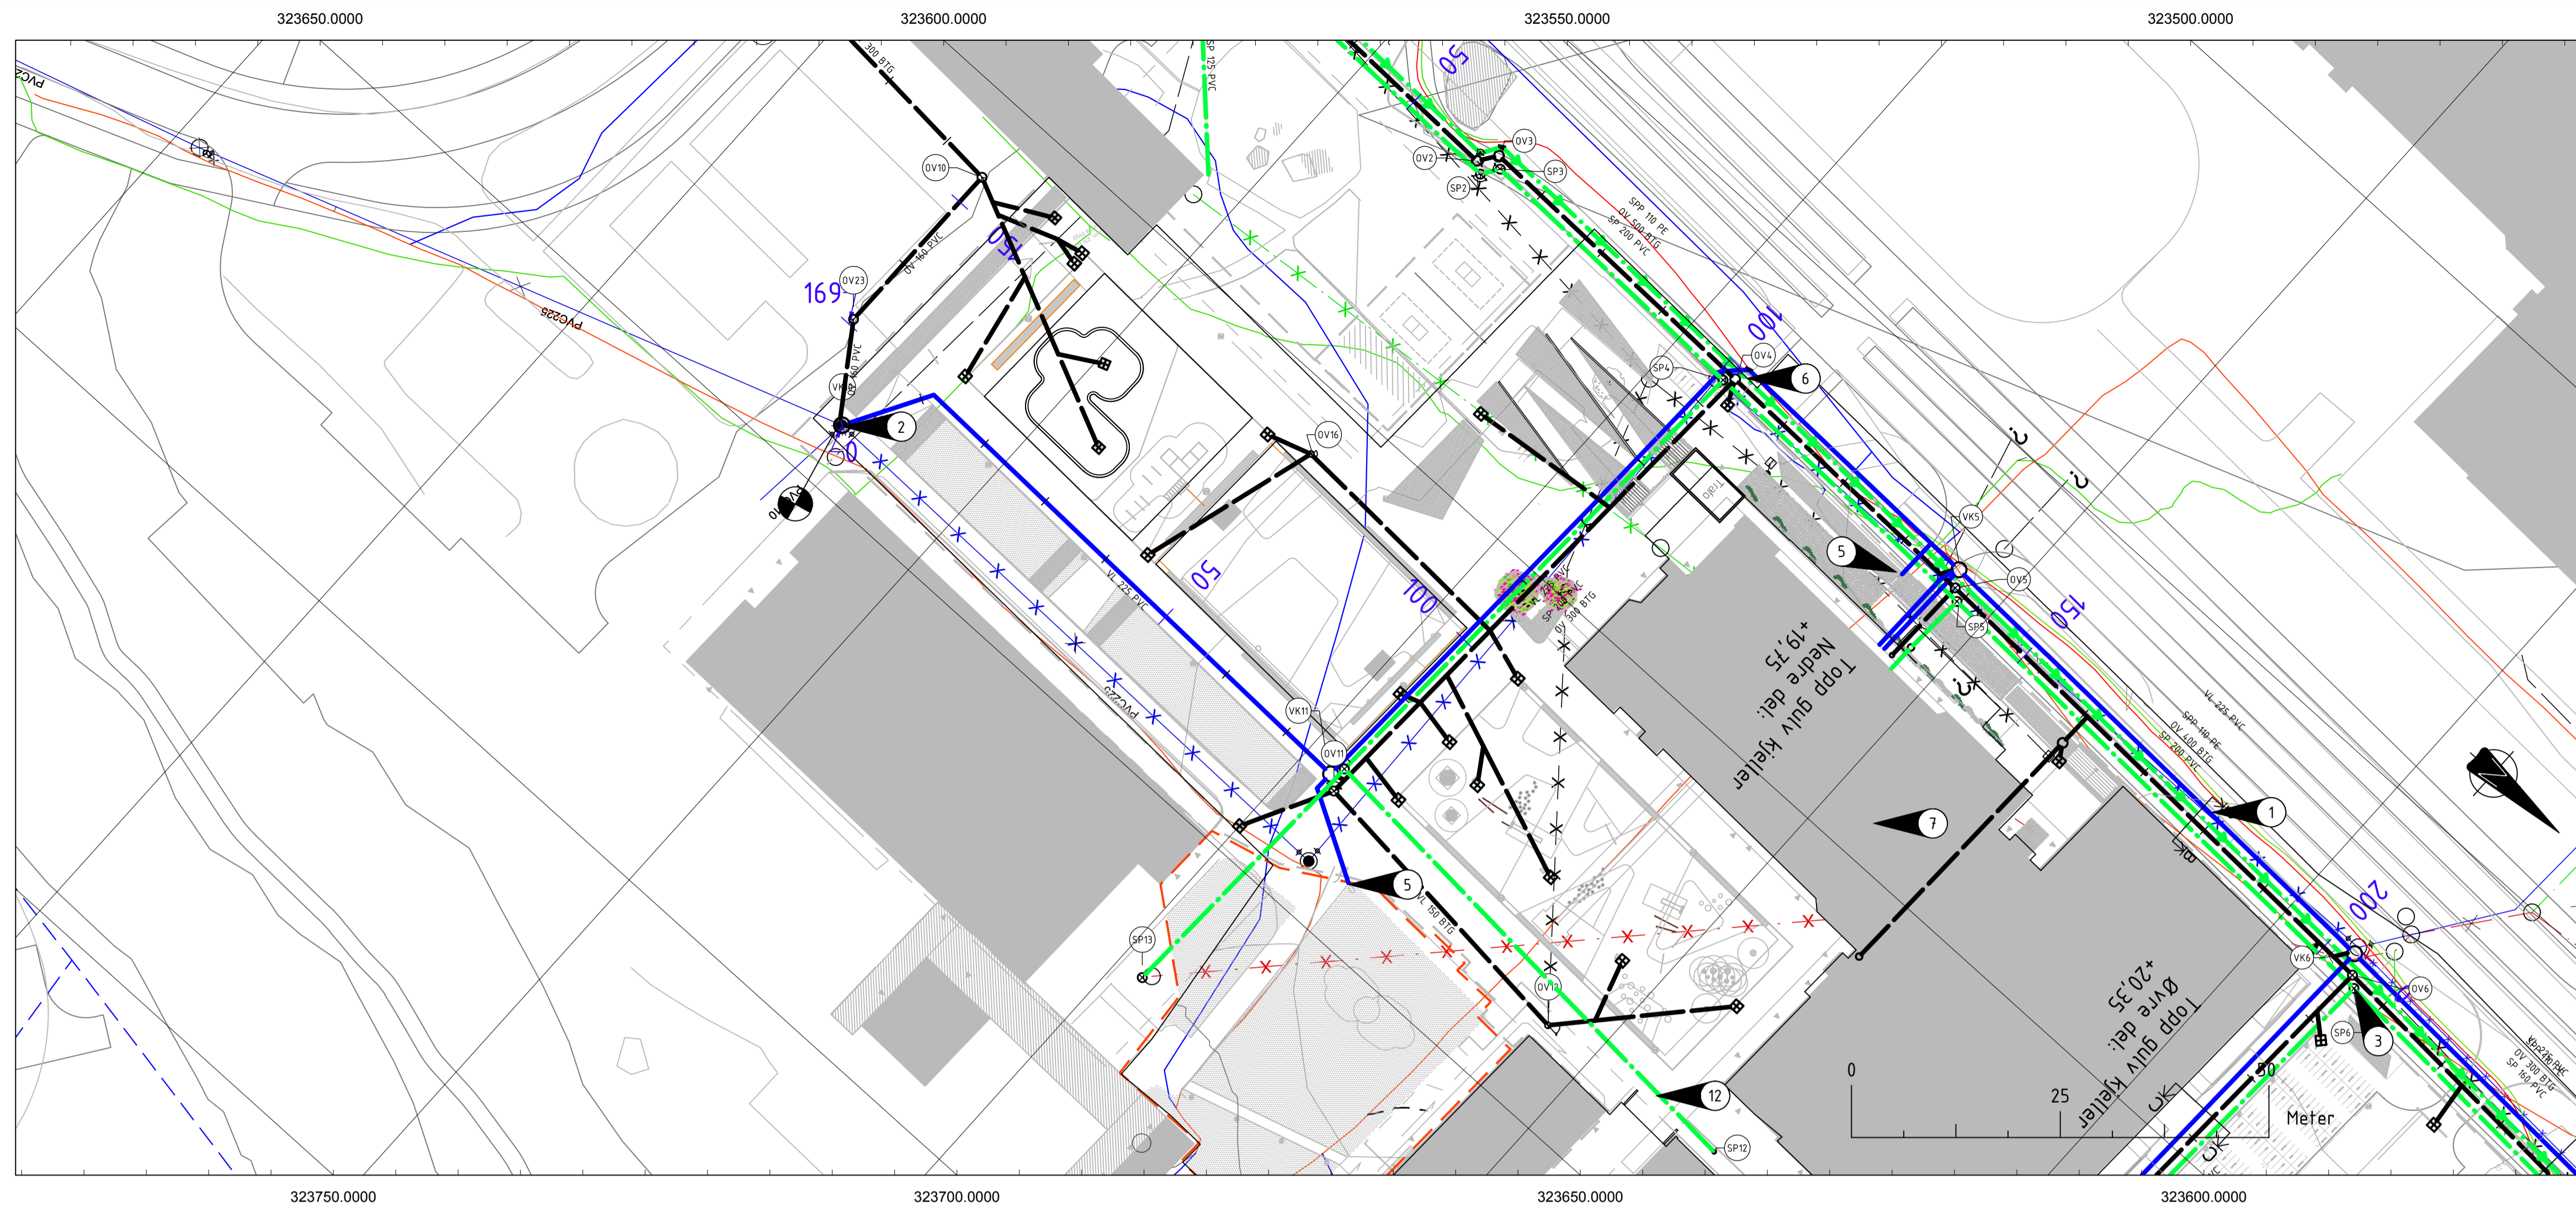 323650.0000
323600.0000
323550.0000
323500.0000
300 BTG
SP 125 PVC
50
OV3
OV2
SP3
SP2
OV10
SPP 110 PE
OV 500 BTG
SP 200 PVC
150
OV 160 PVC
OV23
169
PVC225
100
OV4
SP4
6
2
0
OV16
Trafo
VK5
5
OV5
SP5
150
50
100
VL 225 PVC
OV 300 BTG
Topp gulv kjeller
Nedre del:
+19,75
PVC225
VK11
OV11
VL 225 PVC
SPP 110 PE
OV 400 BTG
SP 200 PVC
7
1
5
VL 150 BTG
200
SP13
VK6
OV6
OV12
SP6
3
Topp gulv kjeller
Øvre del:
+20,35
OV 300 BTG
SP 160 PVC
0
25
50
Meter
12
SP12
323750.0000
323700.0000
323650.0000
323600.0000